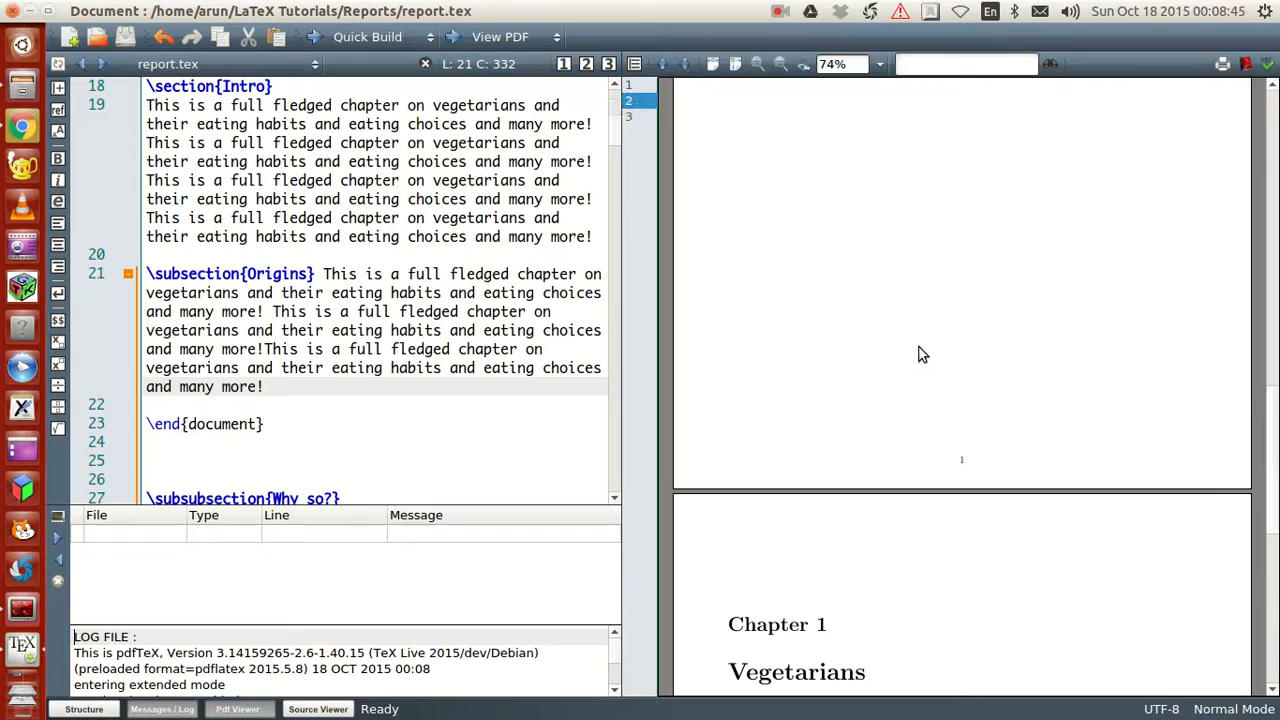 Document : /home/arun/LaTeX Tutorials/Reports/report.tex
En
Sun Oct 18 2015 00:08:45
Quick Build
View PDF
report.tex
L: 21 C: 332
1 2 3
74%
18 \section{Intro}
19 This is a full fledged chapter on vegetarians and
their eating habits and eating choices and many more!
This is a full fledged chapter on vegetarians and
their eating habits and eating choices and many more!
This is a full fledged chapter on vegetarians and
their eating habits and eating choices and many more!
This is a full fledged chapter on vegetarians and
their eating habits and eating choices and many more!
20
21 \subsection{Origins} This is a full fledged chapter on
vegetarians and their eating habits and eating choices
and many more! This is a full fledged chapter on
vegetarians and their eating habits and eating choices
and many more!This is a full fledged chapter on
vegetarians and their eating habits and eating choices
and many more!
22
23 \end{document}
24
25
26
27 \subsubsection{Why so?}
ref
$$
1
2
3
1
Chapter 1
Vegetarians
File Type Line Message
LOG FILE :
This is pdfTeX, Version 3.14159265-2.6-1.40.15 (TeX Live 2015/dev/Debian)
(preloaded format=pdflatex 2015.5.8) 18 OCT 2015 00:08
entering extended mode
Structure Messages / Log Pdf Viewer Source Viewer Ready
UTF-8 Normal Mode